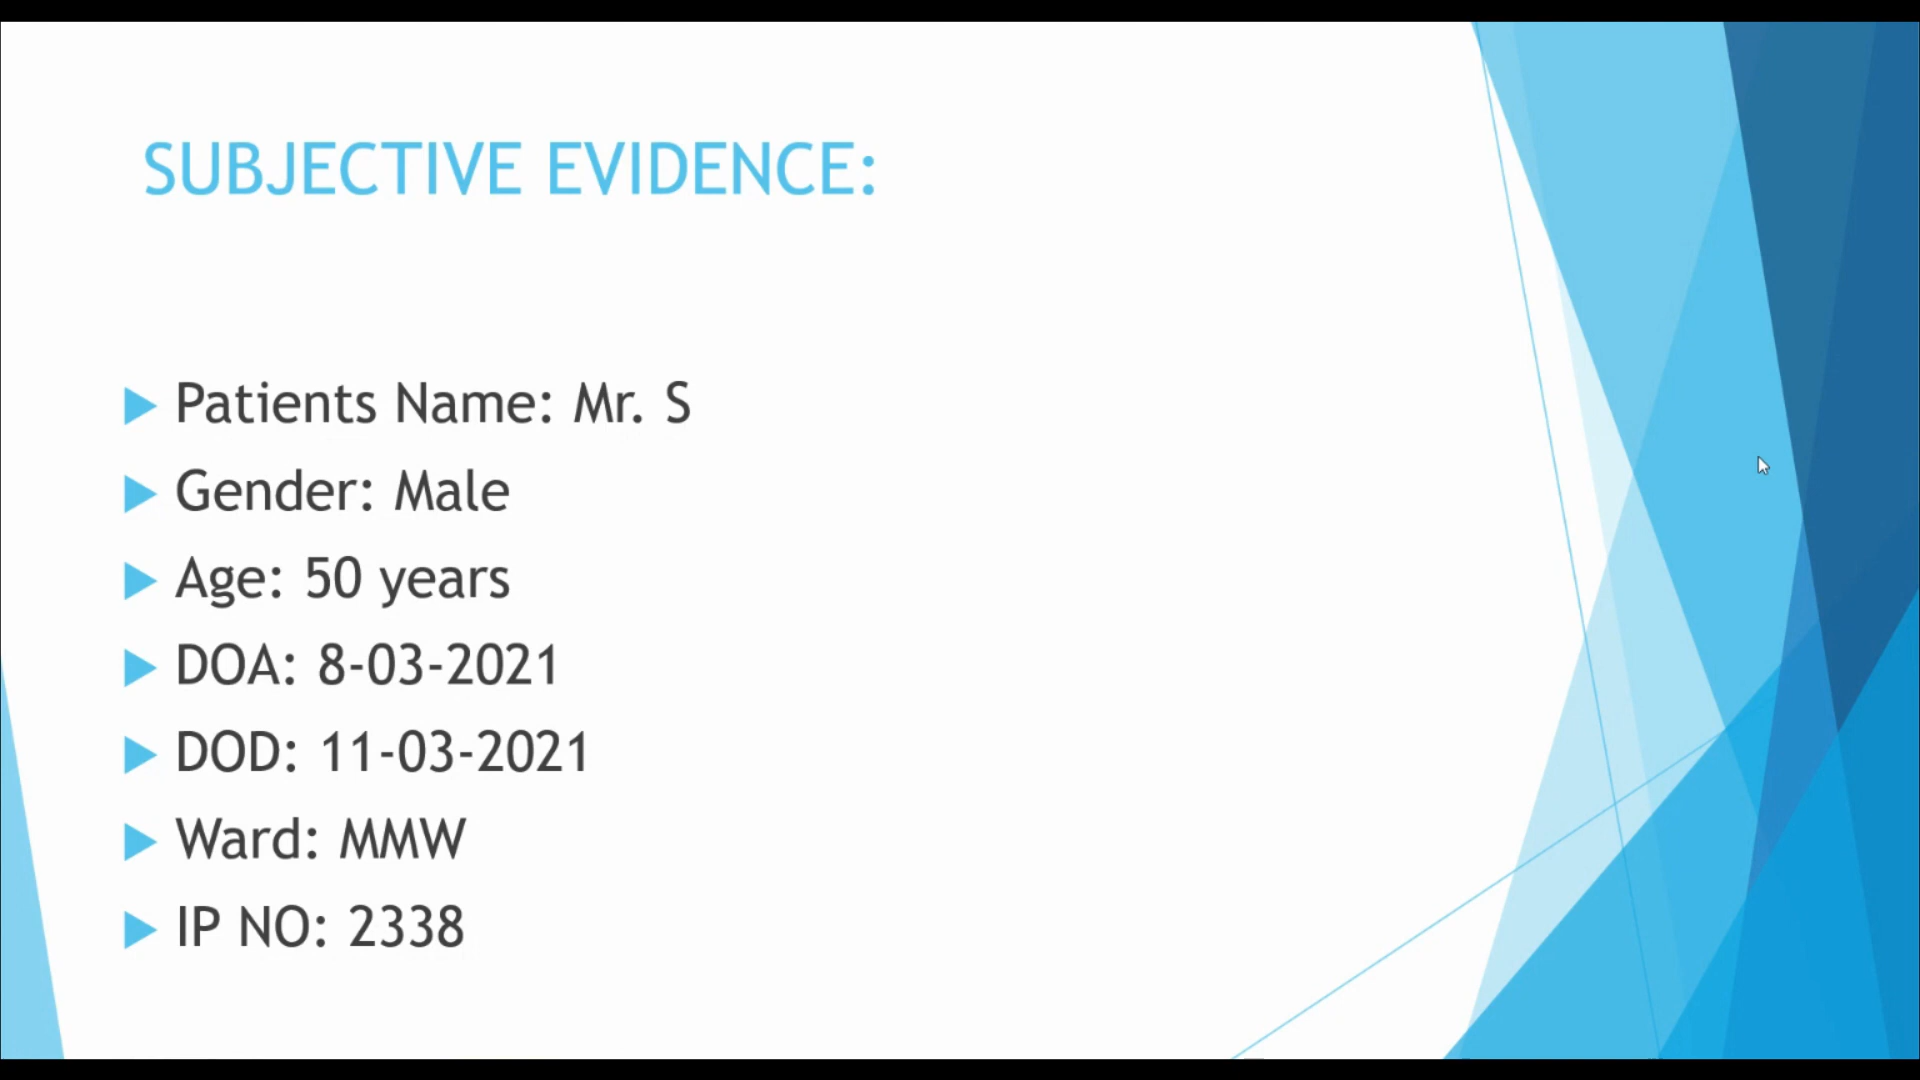 SUBJECTIVE EVIDENCE:
Patients Name: Mr. S
Gender: Male
Age: 50 years
DOA: 8-03-2021
DOD: 11-03-2021
Ward: MMW
IP NO: 2338